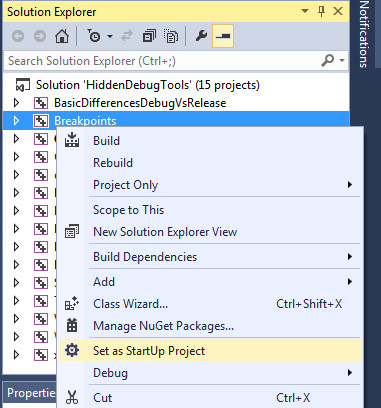 Solution Explorer
Notifications
Search Solution Explorer (Ctrl+;)
Solution 'HiddenDebugTools' (15 projects)
BasicDifferencesDebugVsRelease
Breakpoints
Build
Rebuild
Project Only
Scope to This
New Solution Explorer View
Build Dependencies
Add
Class Wizard... Ctrl+Shift+X
Manage NuGet Packages...
Set as StartUp Project
Debug
Cut Ctrl+X
Properties